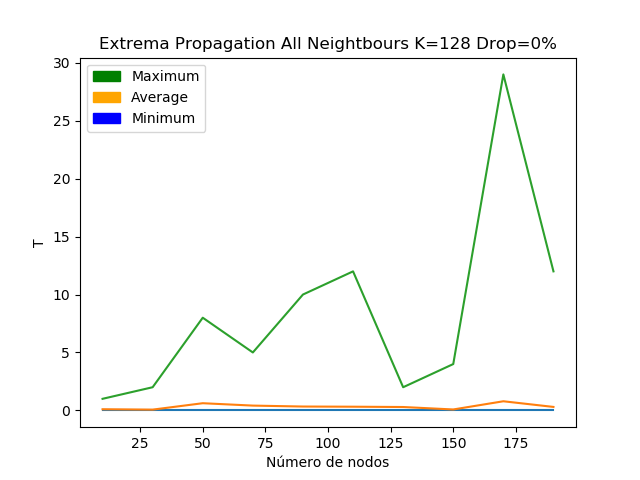 Extrema Propagation All Neightbours K=128 Drop=0%
Maximum
Average
Minimum
30
25
20
15
10
5
0
T
25 50 75 100 125 150 175
Número de nodos